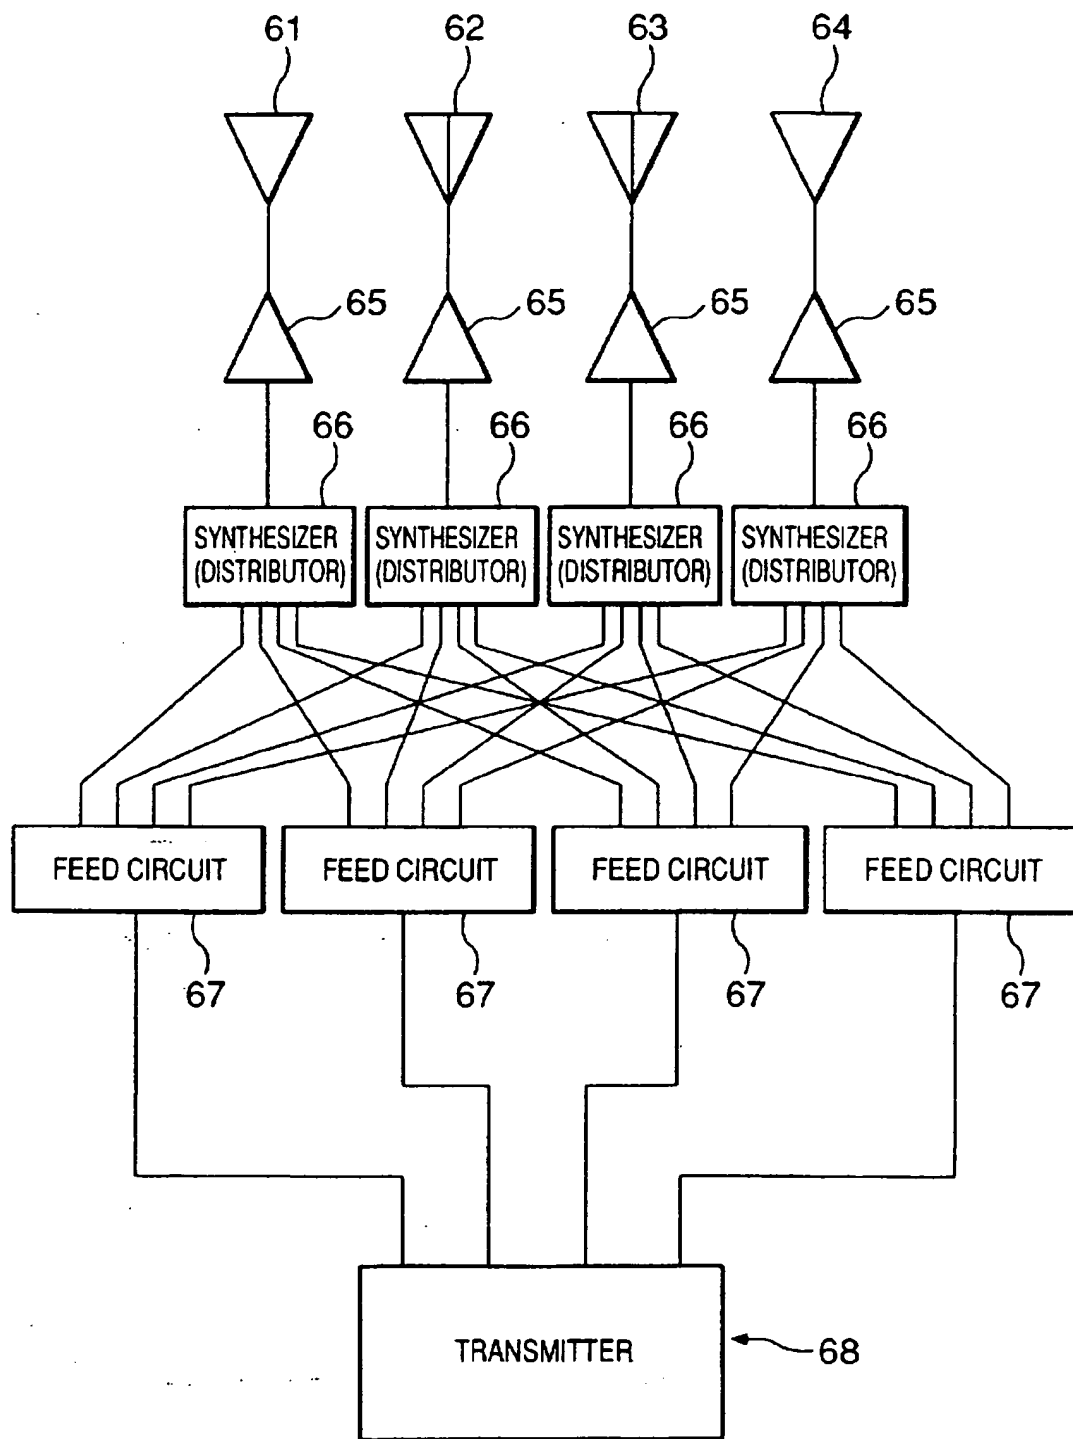 61 62 63 64
65 65 65 65
66 66 66 66
SYNTHESIZER (DISTRIBUTOR)
SYNTHESIZER (DISTRIBUTOR)
SYNTHESIZER (DISTRIBUTOR)
SYNTHESIZER (DISTRIBUTOR)
FEED CIRCUIT FEED CIRCUIT FEED CIRCUIT FEED CIRCUIT
67 67 67 67
TRANSMITTER 68